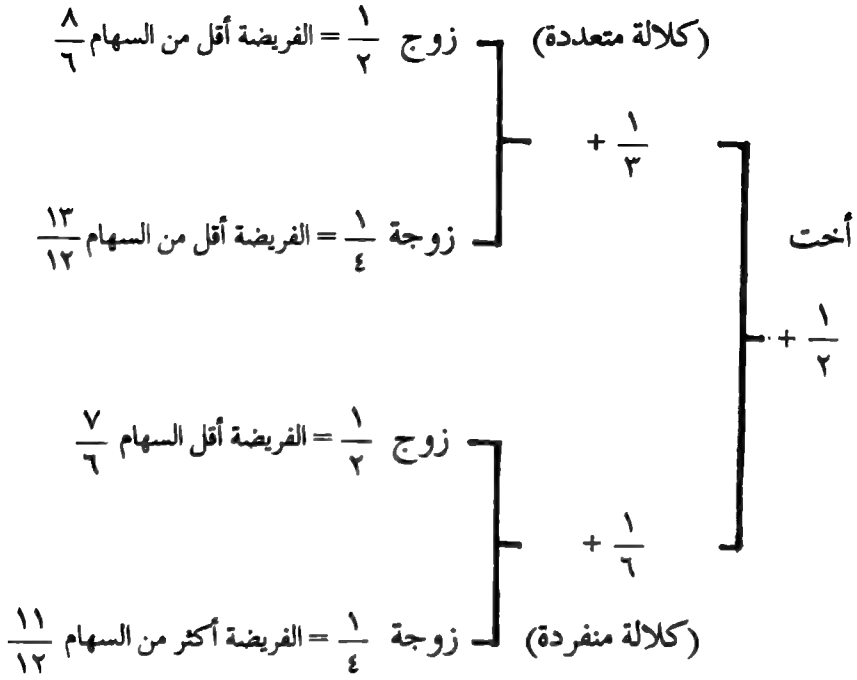 (كلالة متعددة) زوج ١/٢ = الفريضة أقل من السهام ٨/٦
١/٣ +
زوجة ١/٤ = الفريضة أقل من السهام ١٣/١٢
أخت
١/٢ +
زوج ١/٢ = الفريضة أقل السهام ٧/٦
١/٦ +
(كلالة منفردة) زوجة ١/٤ = الفريضة أكثر من السهام ١١/١٢